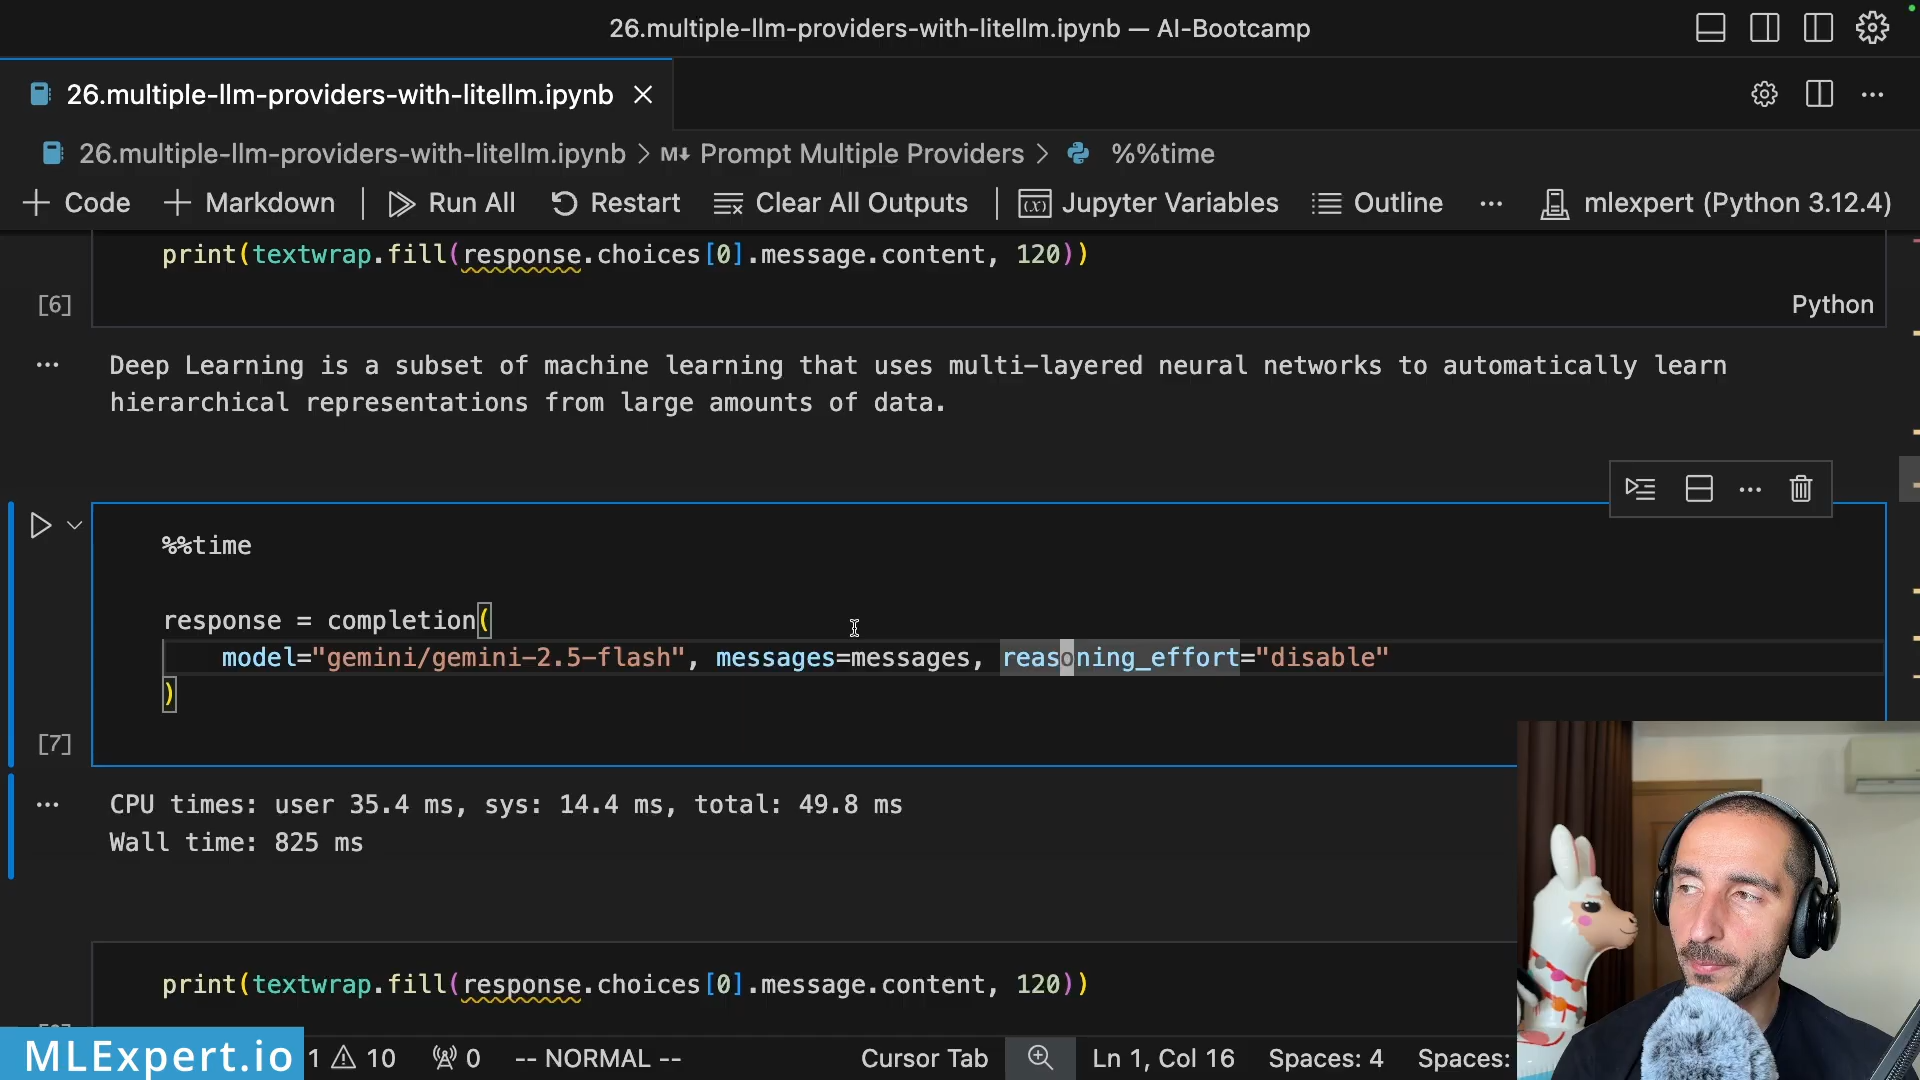 26.multiple-llm-providers-with-litellm.ipynb — AI-Bootcamp
26.multiple-llm-providers-with-litellm.ipynb
26.multiple-llm-providers-with-litellm.ipynb > M↓ Prompt Multiple Providers > %%time
+ Code + Markdown | Run All Restart Clear All Outputs | Jupyter Variables Outline ... mlexpert (Python 3.12.4)
print(textwrap.fill(response.choices[0].message.content, 120))
[6]
Python
Deep Learning is a subset of machine learning that uses multi-layered neural networks to automatically learn
hierarchical representations from large amounts of data.
%%time
response = completion(
model="gemini/gemini-2.5-flash", messages=messages, reasoning_effort="disable"
)
[7]
CPU times: user 35.4 ms, sys: 14.4 ms, total: 49.8 ms
Wall time: 825 ms
print(textwrap.fill(response.choices[0].message.content, 120))
MLExpert.io 1 10 0 -- NORMAL -- Cursor Tab Ln 1, Col 16 Spaces: 4 Spaces: